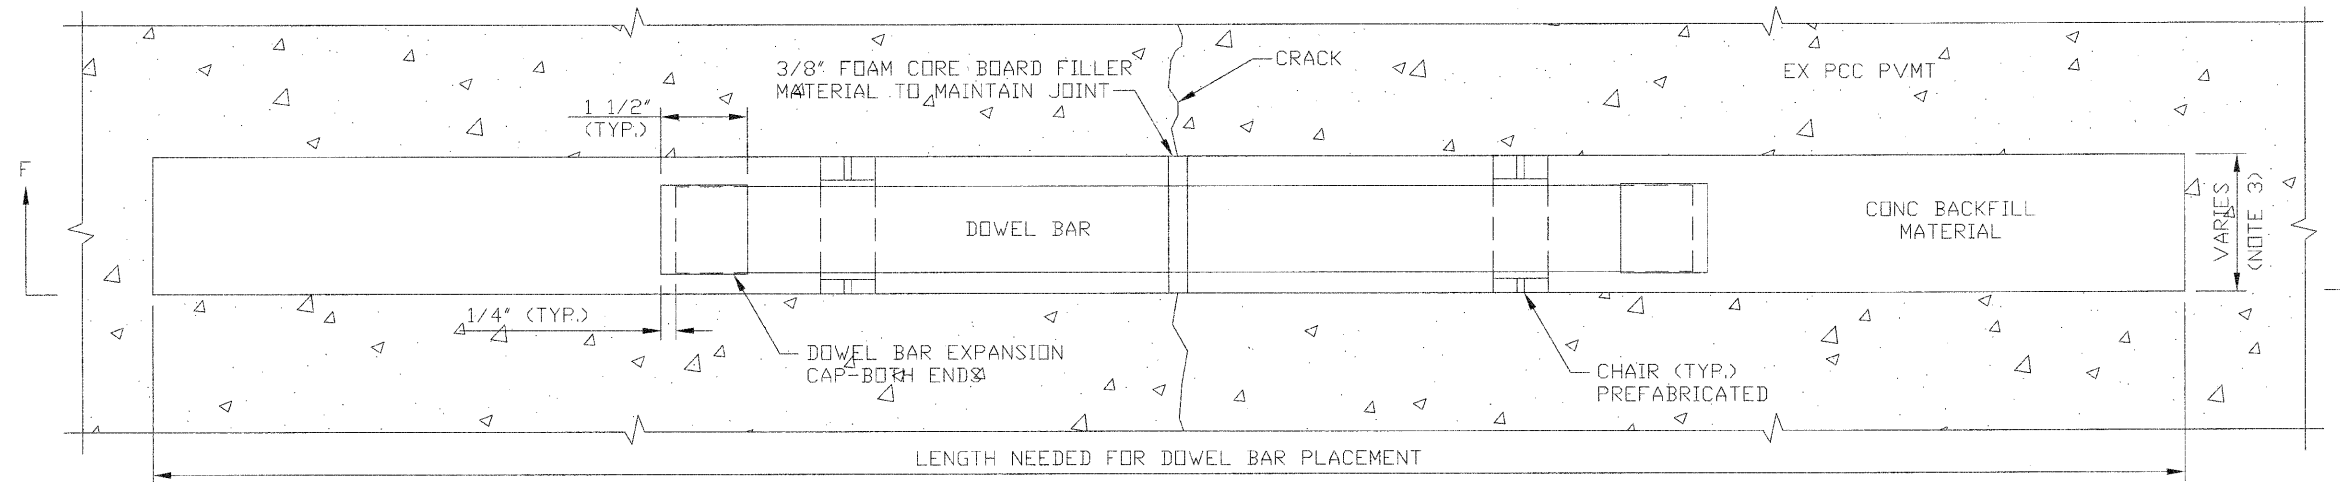 3/8" FOAM CORE BOARD FILLER
MATERIAL TO MAINTAIN JOINT
CRACK
EX PCC PVMT
1 1/2"
(TYP.)
F
DOWEL BAR
CONC BACKFILL
MATERIAL
VARIES
(NOTE 3)
1/4" (TYP.)
DOWEL BAR EXPANSION
CAP-BOTH ENDS
CHAIR (TYP.)
PREFABRICATED
LENGTH NEEDED FOR DOWEL BAR PLACEMENT